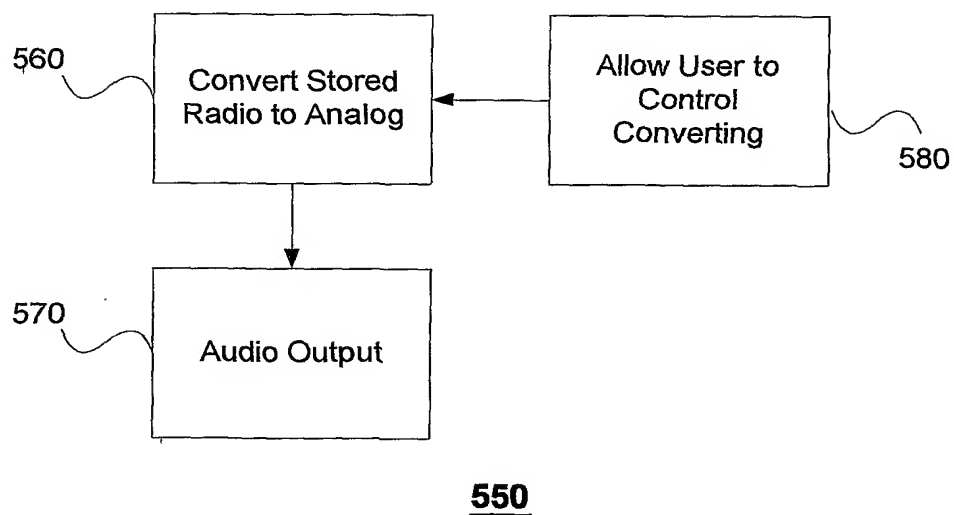 560
Convert Stored
Radio to Analog
Allow User to
Control
Converting
580
570
Audio Output
550